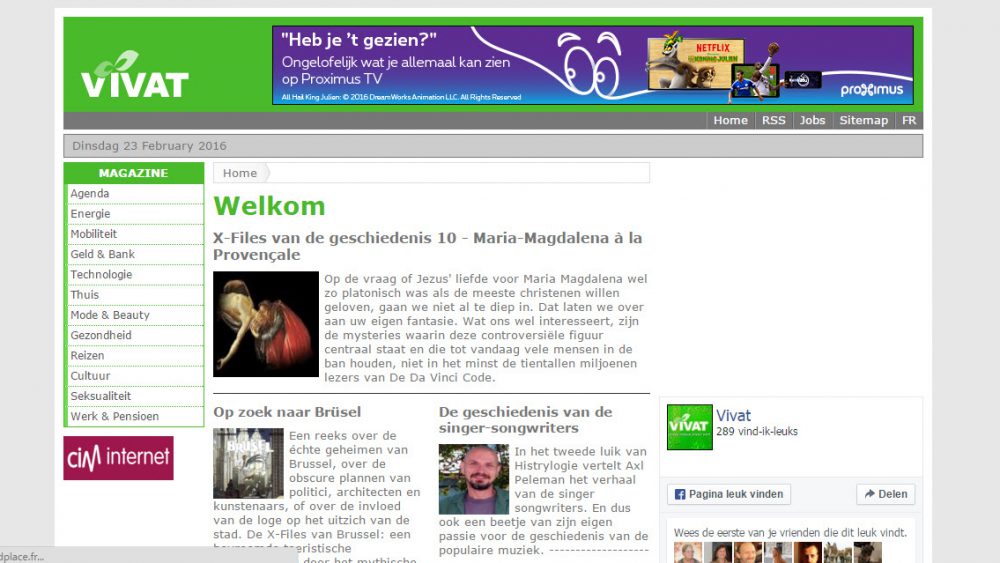 VIVAT
"Heb je 't gezien?"
Ongelofelijk wat je allemaal kan zien
op Proximus TV
All Hail King Julien: © 2016 DreamWorks Animation LLC. All Rights Reserved
NETFLIX
proximus
Home RSS Jobs Sitemap FR
Dinsdag 23 February 2016
MAGAZINE
Agenda
Energie
Mobiliteit
Geld & Bank
Technologie
Thuis
Mode & Beauty
Gezondheid
Reizen
Cultuur
Seksualiteit
Werk & Pensioen
cim internet
Home
Welkom
X-Files van de geschiedenis 10 - Maria-Magdalena à la
Provençale
Op de vraag of Jezus' liefde voor Maria Magdalena wel
zo platonisch was als de meeste christenen willen
geloven, gaan we niet al te diep in. Dat laten we over
aan uw eigen fantasie. Wat ons wel interesseert, zijn
de mysteries waarin deze controversiële figuur
centraal staat en die tot vandaag vele mensen in de
ban houden, niet in het minst de tientallen miljoenen
lezers van De Da Vinci Code.
Op zoek naar Brüsel
BRÜSEL
Een reeks over de
échte geheimen van
Brussel, over de
obscure plannen van
politici, architecten en
kunstenaars, of over de invloed
van de loge op het uitzich van de
stad. De X-Files van Brussel: een
toeristische
door het mythische
De geschiedenis van de
singer-songwriters
In het tweede luik van
Histrylogie vertelt Axl
Peleman het verhaal
van de singer
songwriters. En dus
ook een beetje van zijn eigen
passie voor de geschiedenis van de
populaire muziek. -------------------
VIVAT
Vivat
289 vind-ik-leuks
Pagina leuk vinden
Delen
Wees de eerste van je vrienden die dit leuk vindt.
dplace.fr...